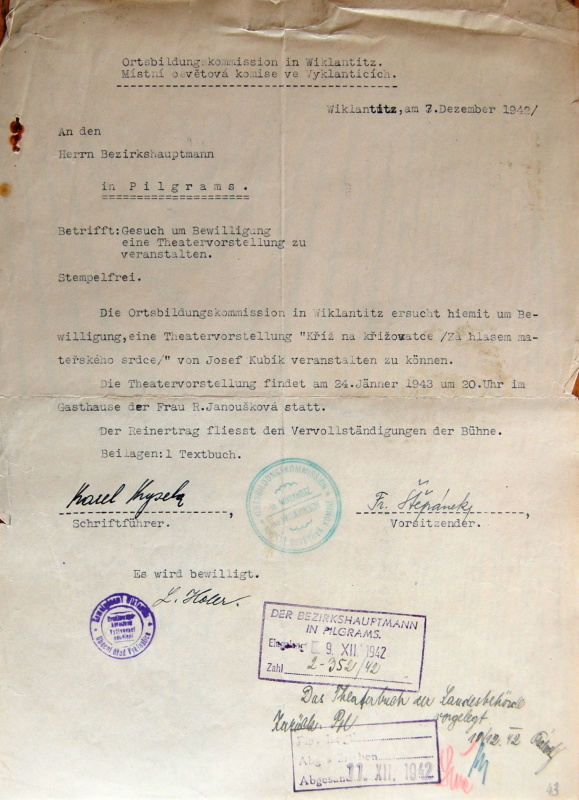 Ortsbildungskommission in Wiklantitz.
Místní osvětová komise ve Vyklanticích.
Wiklantitz,am 7.Dezember 1942/
An den
Herrn Bezirkshauptmann
in Pilgrams.
Betrifft:Gesuch um Bewilligung
eine Theatervorstellung zu
veranstalten.
Stempelfrei.
Die Ortsbildungskommission in Wiklantitz ersucht hiemit um Be-
willigung,eine Theatervorstellung "Kříž na křižovatce /Za hlasem ma-
teřského srdce/" von Josef Kubík veranstalten zu können.
Die Theatervorstellung findet am 24.Jänner 1943 um 20.Uhr im
Gasthause der Frau R.Janoušková statt.
Der Reinertrag fliesst den Vervollständigungen der Bühne.
Beilagen:1 Textbuch.
Karel Kysela , Fr. Štěpánek ,
Schriftführer. Vorsitzender.
ORTSBILDUNGSKOMMISSION
Es wird bewilligt.
DER BEZIRKSHAUPTMANN
IN PILGRAMS.
9. XII. 1942
Zahl 2-352/42
Das Theaterbuch der Landesbehörde
vorgelegt
10/12. 42
11. XII. 1942
43